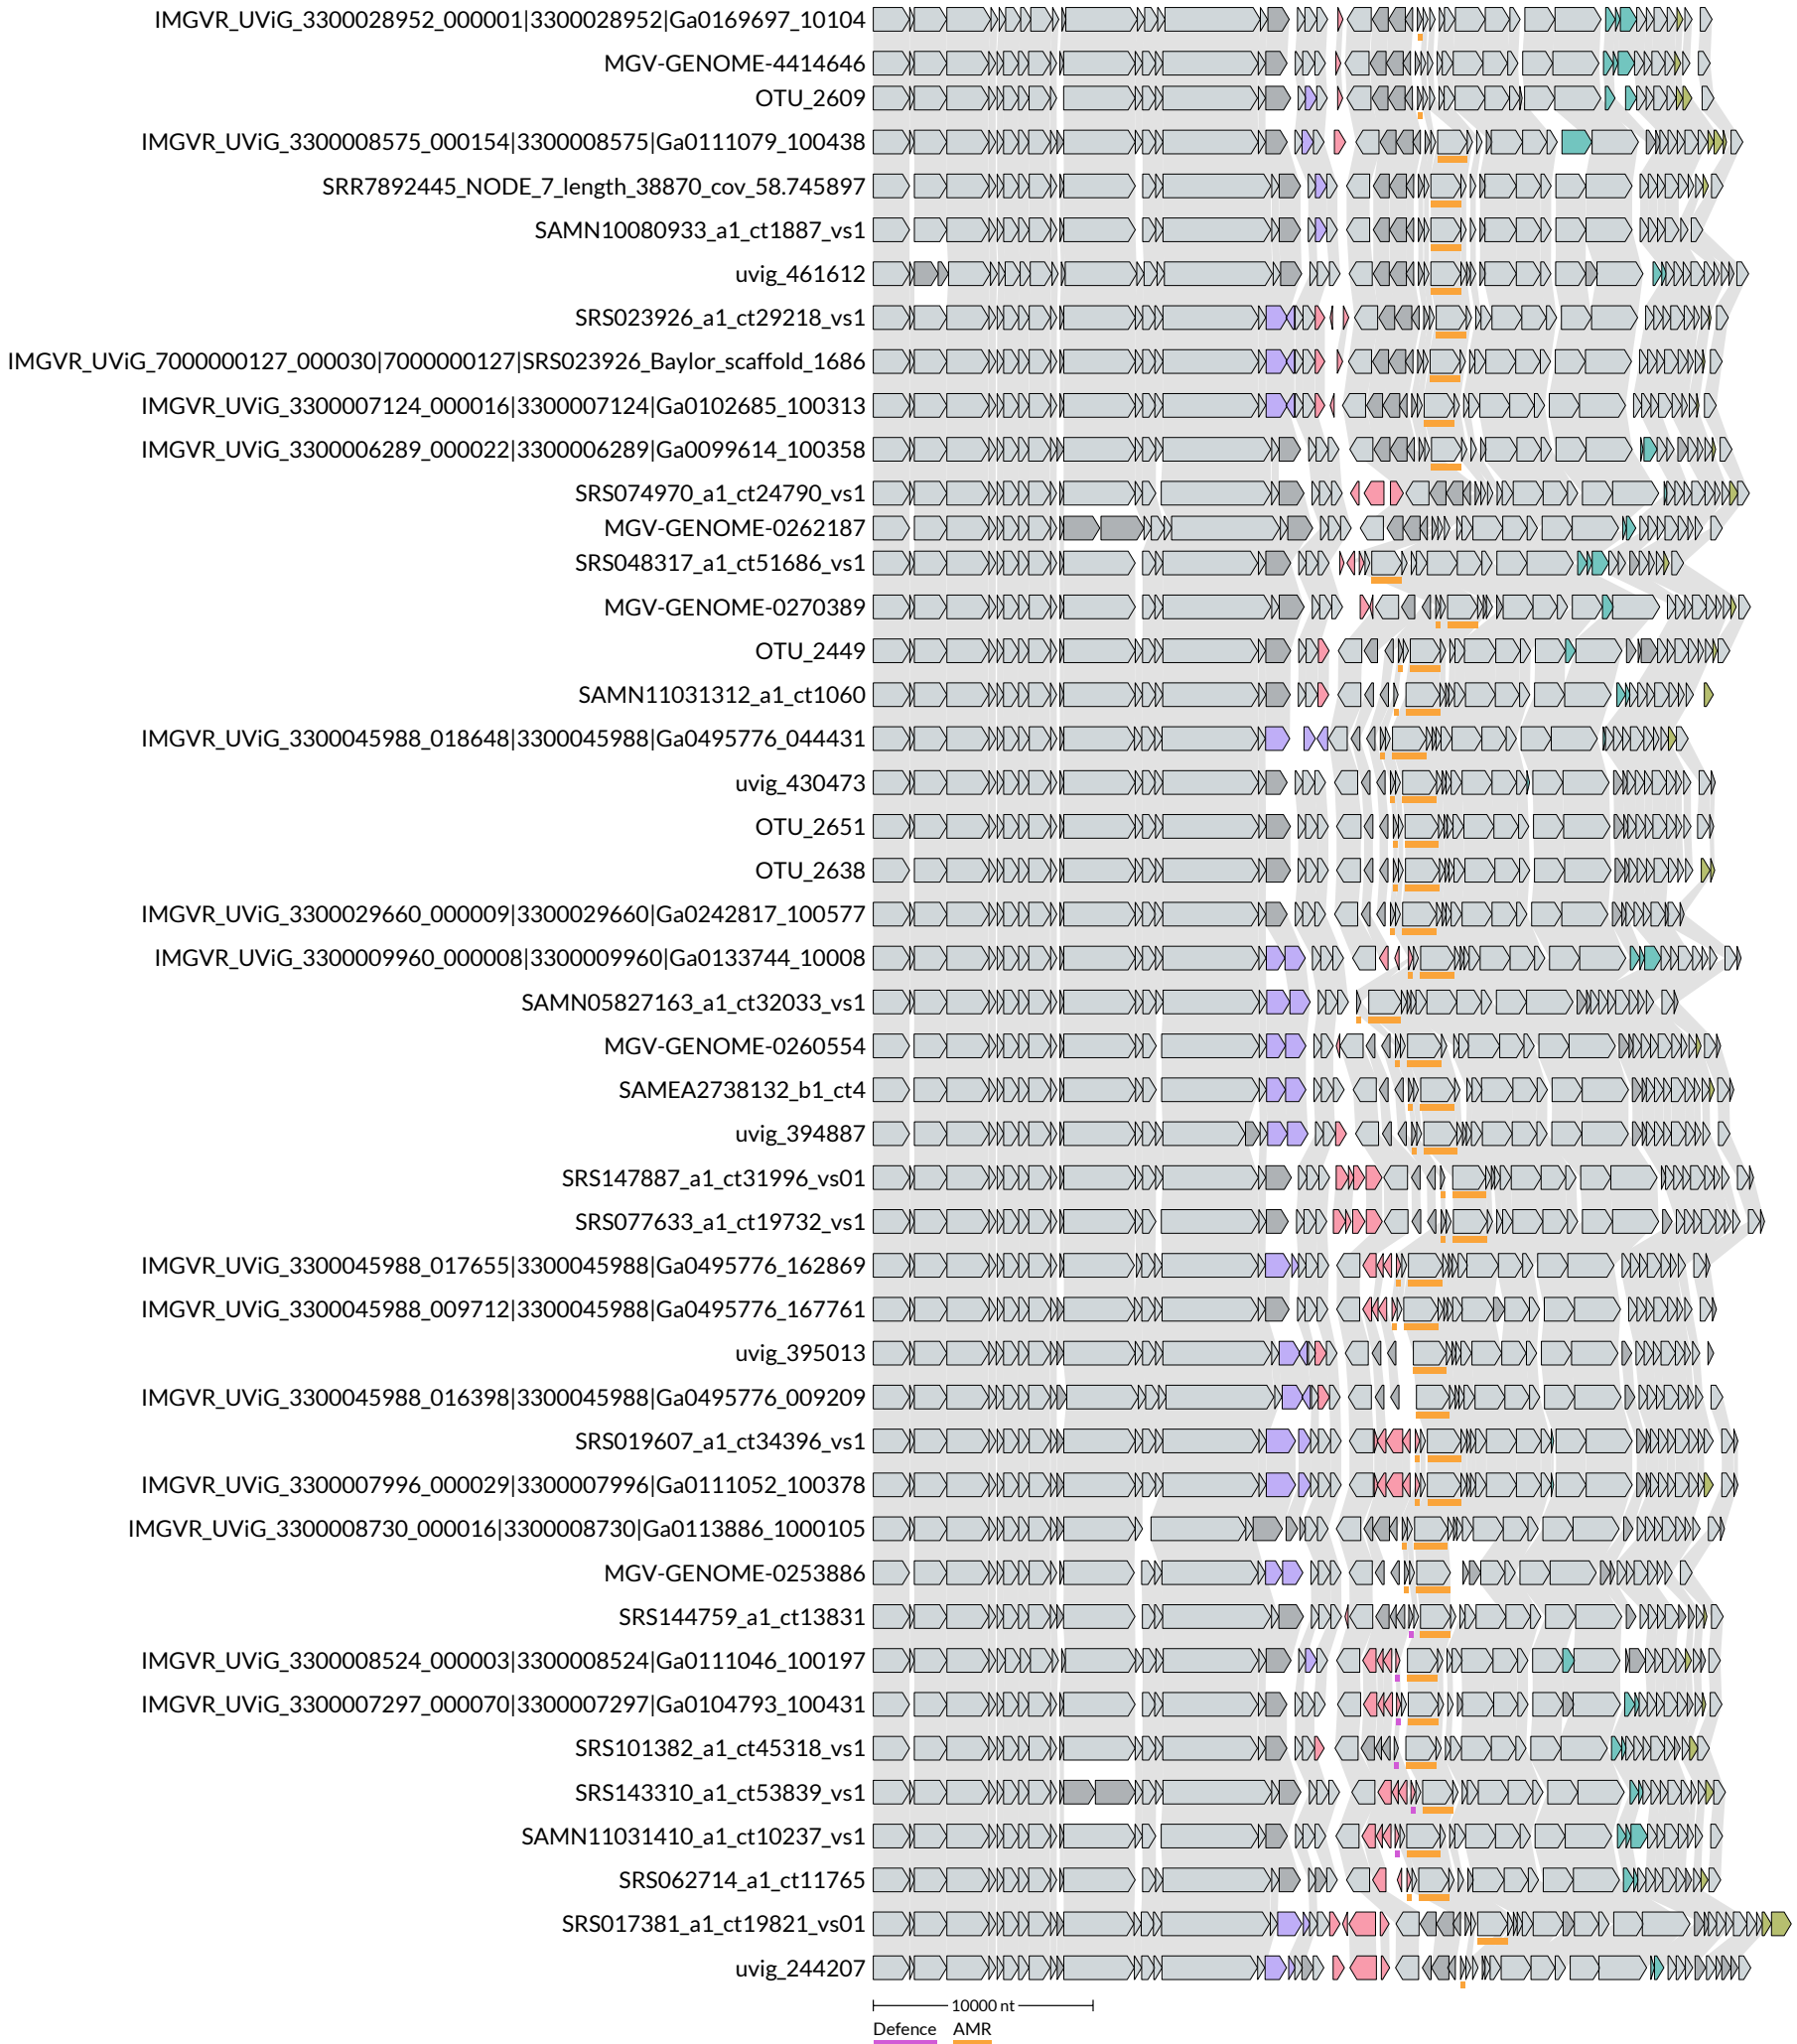 IMGVR_UViG_3300028952_000001|3300028952|Ga0169697_10104
MGV-GENOME-4414646
OTU_2609
IMGVR_UViG_3300008575_000154|3300008575|Ga0111079_100438
SRR7892445_NODE_7_length_38870_cov_58.745897
SAMN10080933_a1_ct1887_vs1
uvig_461612
SRS023926_a1_ct29218_vs1
IMGVR_UViG_7000000127_000030|7000000127|SRS023926_Baylor_scaffold_1686
IMGVR_UViG_3300007124_000016|3300007124|Ga0102685_100313
IMGVR_UViG_3300006289_000022|3300006289|Ga0099614_100358
SRS074970_a1_ct24790_vs1
MGV-GENOME-0262187
SRS048317_a1_ct51686_vs1
MGV-GENOME-0270389
OTU_2449
SAMN11031312_a1_ct1060
IMGVR_UViG_3300045988_018648|3300045988|Ga0495776_044431
uvig_430473
OTU_2651
OTU_2638
IMGVR_UViG_3300029660_000009|3300029660|Ga0242817_100577
IMGVR_UViG_3300009960_000008|3300009960|Ga0133744_10008
SAMN05827163_a1_ct32033_vs1
MGV-GENOME-0260554
SAMEA2738132_b1_ct4
uvig_394887
SRS147887_a1_ct31996_vs01
SRS077633_a1_ct19732_vs1
IMGVR_UViG_3300045988_017655|3300045988|Ga0495776_162869
IMGVR_UViG_3300045988_009712|3300045988|Ga0495776_167761
uvig_395013
IMGVR_UViG_3300045988_016398|3300045988|Ga0495776_009209
SRS019607_a1_ct34396_vs1
IMGVR_UViG_3300007996_000029|3300007996|Ga0111052_100378
IMGVR_UViG_3300008730_000016|3300008730|Ga0113886_1000105
MGV-GENOME-0253886
SRS144759_a1_ct13831
IMGVR_UViG_3300008524_000003|3300008524|Ga0111046_100197
IMGVR_UViG_3300007297_000070|3300007297|Ga0104793_100431
SRS101382_a1_ct45318_vs1
SRS143310_a1_ct53839_vs1
SAMN11031410_a1_ct10237_vs1
SRS062714_a1_ct11765
SRS017381_a1_ct19821_vs01
uvig_244207
10000 nt
Defence AMR